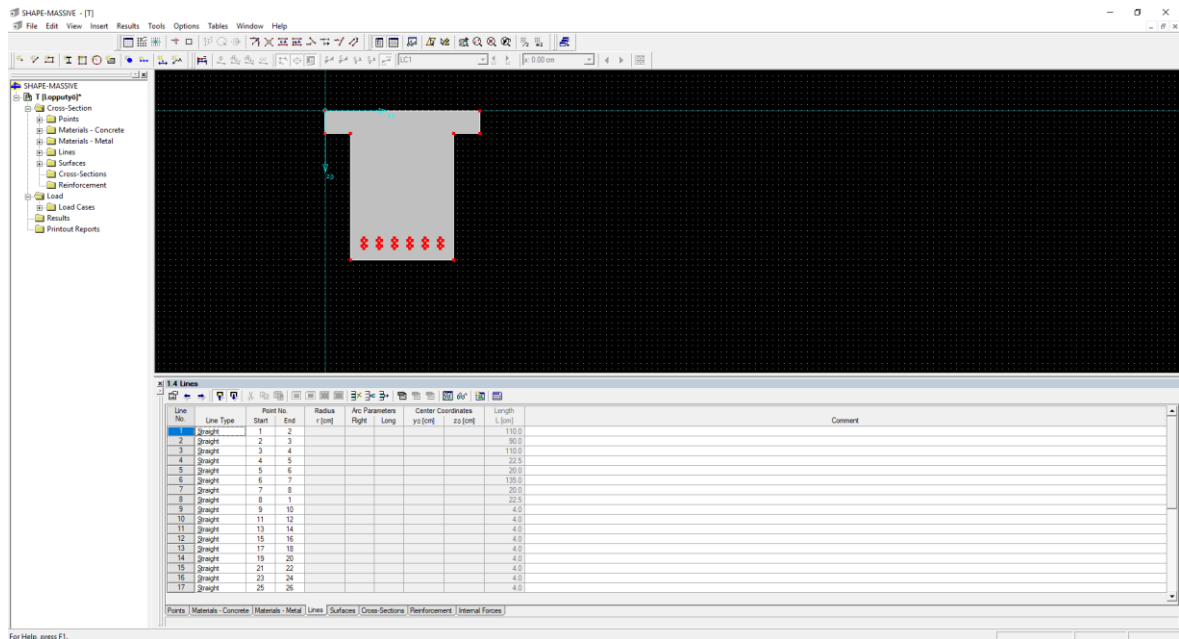 SHAPE-MASSIVE - [T]
File Edit View Insert Results Tools Options Tables Window Help
LC1
x: 0.00 cm
SHAPE-MASSIVE
T [Lopputyö]*
Cross-Section
Points
Materials - Concrete
Materials - Metal
Lines
Surfaces
Cross-Sections
Reinforcement
Load
Load Cases
Results
Printout Reports
1.4 Lines
Line Point No. Radius Arc Parameters Center Coordinates Length
No. Line Type Start End r [cm] Right Long y0 [cm] z0 [cm] L [cm] Comment
1 Straight 1 2 110.0
2 Straight 2 3 90.0
3 Straight 3 4 110.0
4 Straight 4 5 22.5
5 Straight 5 6 20.0
6 Straight 6 7 135.0
7 Straight 7 8 20.0
8 Straight 8 1 22.5
9 Straight 9 10 4.0
10 Straight 11 12 4.0
11 Straight 13 14 4.0
12 Straight 15 16 4.0
13 Straight 17 18 4.0
14 Straight 19 20 4.0
15 Straight 21 22 4.0
16 Straight 23 24 4.0
17 Straight 25 26 4.0
Points Materials - Concrete Materials - Metal Lines Surfaces Cross-Sections Reinforcement Internal Forces
For Help, press F1.